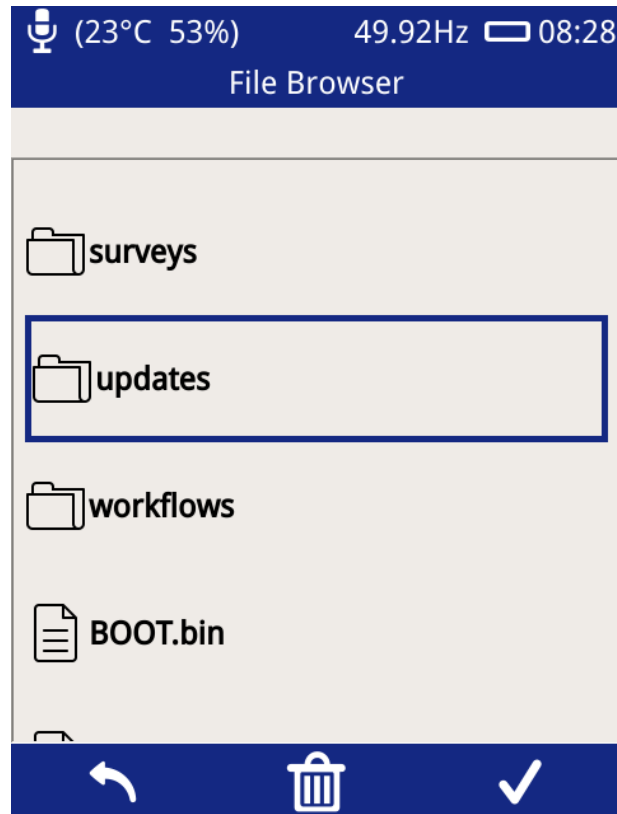 (23°C 53%) 49.92Hz 08:28
File Browser
surveys
updates
workflows
BOOT.bin